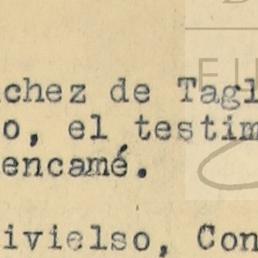 chez de Tagl
o, el testim
encamé.
ivielso, Con